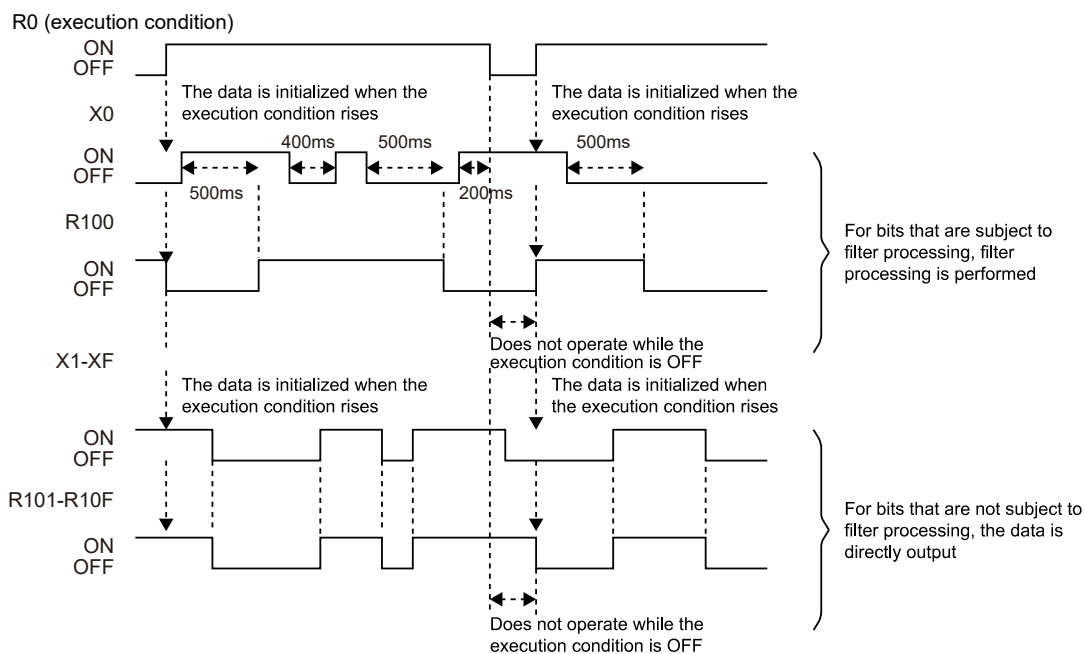 R0 (execution condition)
ON
OFF
The data is initialized when the
execution condition rises
The data is initialized when the
execution condition rises
X0
400ms
500ms
500ms
ON
OFF
500ms
200ms
R100
For bits that are subject to
filter processing, filter
processing is performed
ON
OFF
Does not operate while the
execution condition is OFF
X1-XF
The data is initialized when the
execution condition rises
The data is initialized when
the execution condition rises
ON
OFF
R101-R10F
For bits that are not subject to
filter processing, the data is
directly output
ON
OFF
Does not operate while the
execution condition is OFF